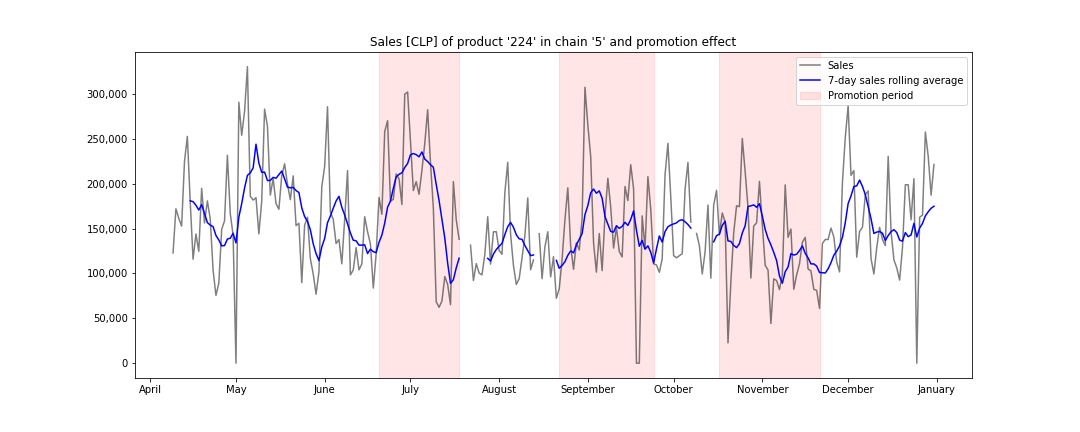 Sales [CLP] of product '224' in chain '5' and promotion effect
Sales
7-day sales rolling average
Promotion period
300,000
250,000
200,000
150,000
100,000
50,000
0
April May June July August September October November December January